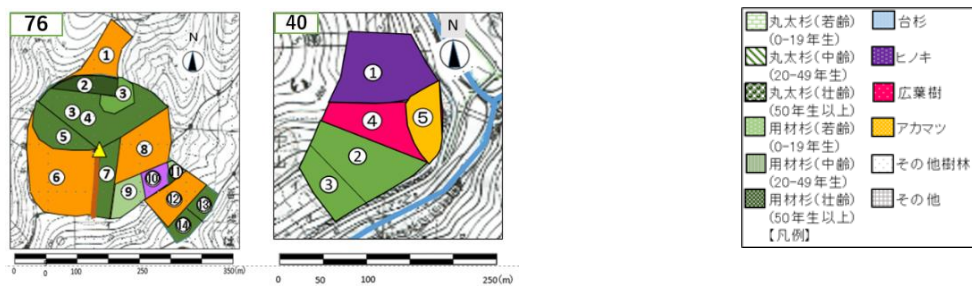 76
N
①
②
③
③ ④
⑤
⑥
⑦
⑧
⑨
⑩
⑪
⑫
⑬
⑭
0 0 50 100 250 350(m)
40
N
①
④
⑤
②
③
0 50 100 250(m)
丸太杉(若齢)
(0-19年生)
丸太杉(中齢)
(20-49年生)
丸太杉(壮齢)
(50年生以上)
用材杉(若齢)
(0-19年生)
用材杉(中齢)
(20-49年生)
用材杉(壮齢)
(50年生以上)
【凡例】
台杉
ヒノキ
広葉樹
アカマツ
その他樹林
その他